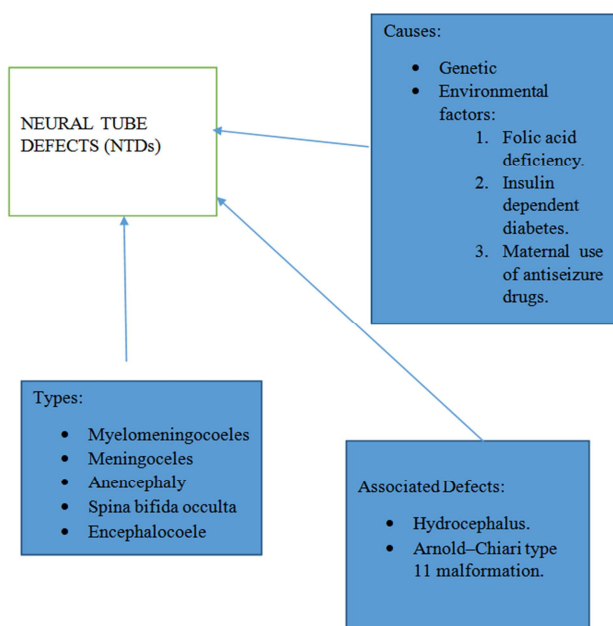 Causes:
• Genetic
• Environmental
factors:
1. Folic acid
deficiency.
2. Insulin
dependent
diabetes.
3. Maternal use
of antiseizure
drugs.
NEURAL TUBE
DEFECTS (NTDs)
Types:
• Myelomeningocoeles
• Meningoceles
• Anencephaly
• Spina bifida occulta
• Encephalocoele
Associated Defects:
• Hydrocephalus.
• Arnold–Chiari type
11 malformation.